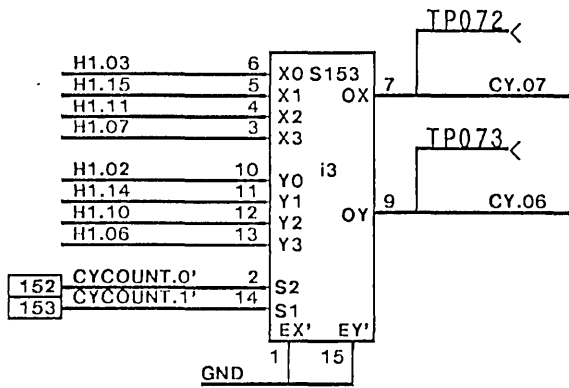 TP072
H1.03 6 X0 S153
H1.15 5 X1 OX 7 CY.07
H1.11 4 X2
H1.07 3 X3
TP073
i3
H1.02 10 Y0
H1.14 11 Y1
H1.10 12 Y2 OY 9 CY.06
H1.06 13 Y3
152 CYCOUNT.0' 2 S2
153 CYCOUNT.1' 14 S1
EX' EY'
1 15
GND